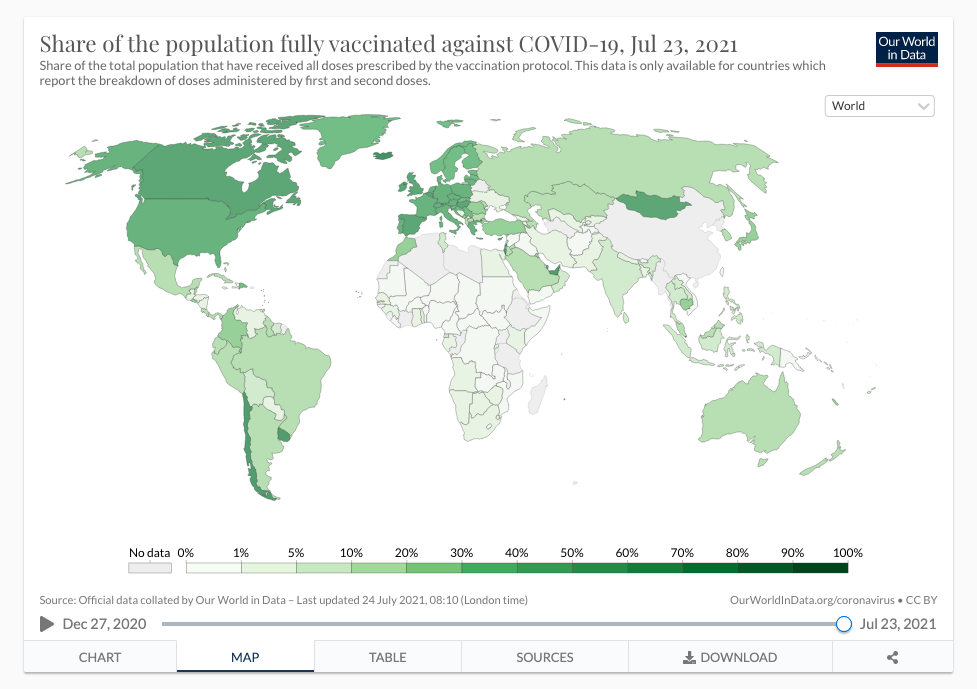 Share of the population fully vaccinated against COVID-19, Jul 23, 2021
Share of the total population that have received all doses prescribed by the vaccination protocol. This data is only available for countries which
report the breakdown of doses administered by first and second doses.
Our World
in Data
World
No data 0% 1% 5% 10% 20% 30% 40% 50% 60% 70% 80% 90% 100%
Source: Official data collated by Our World in Data – Last updated 24 July 2021, 08:10 (London time)
OurWorldInData.org/coronavirus • CC BY
Dec 27, 2020
Jul 23, 2021
CHART
MAP
TABLE
SOURCES
DOWNLOAD